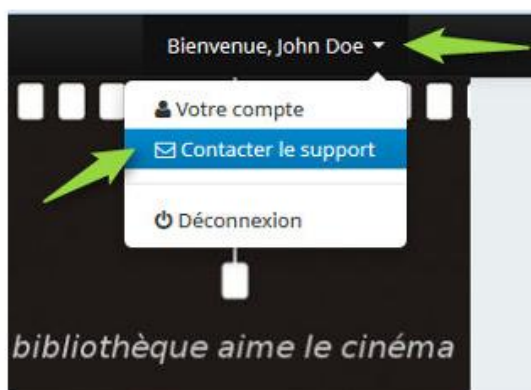 Bienvenue, John Doe
Votre compte
Contacter le support
Déconnexion
bibliothèque aime le cinéma